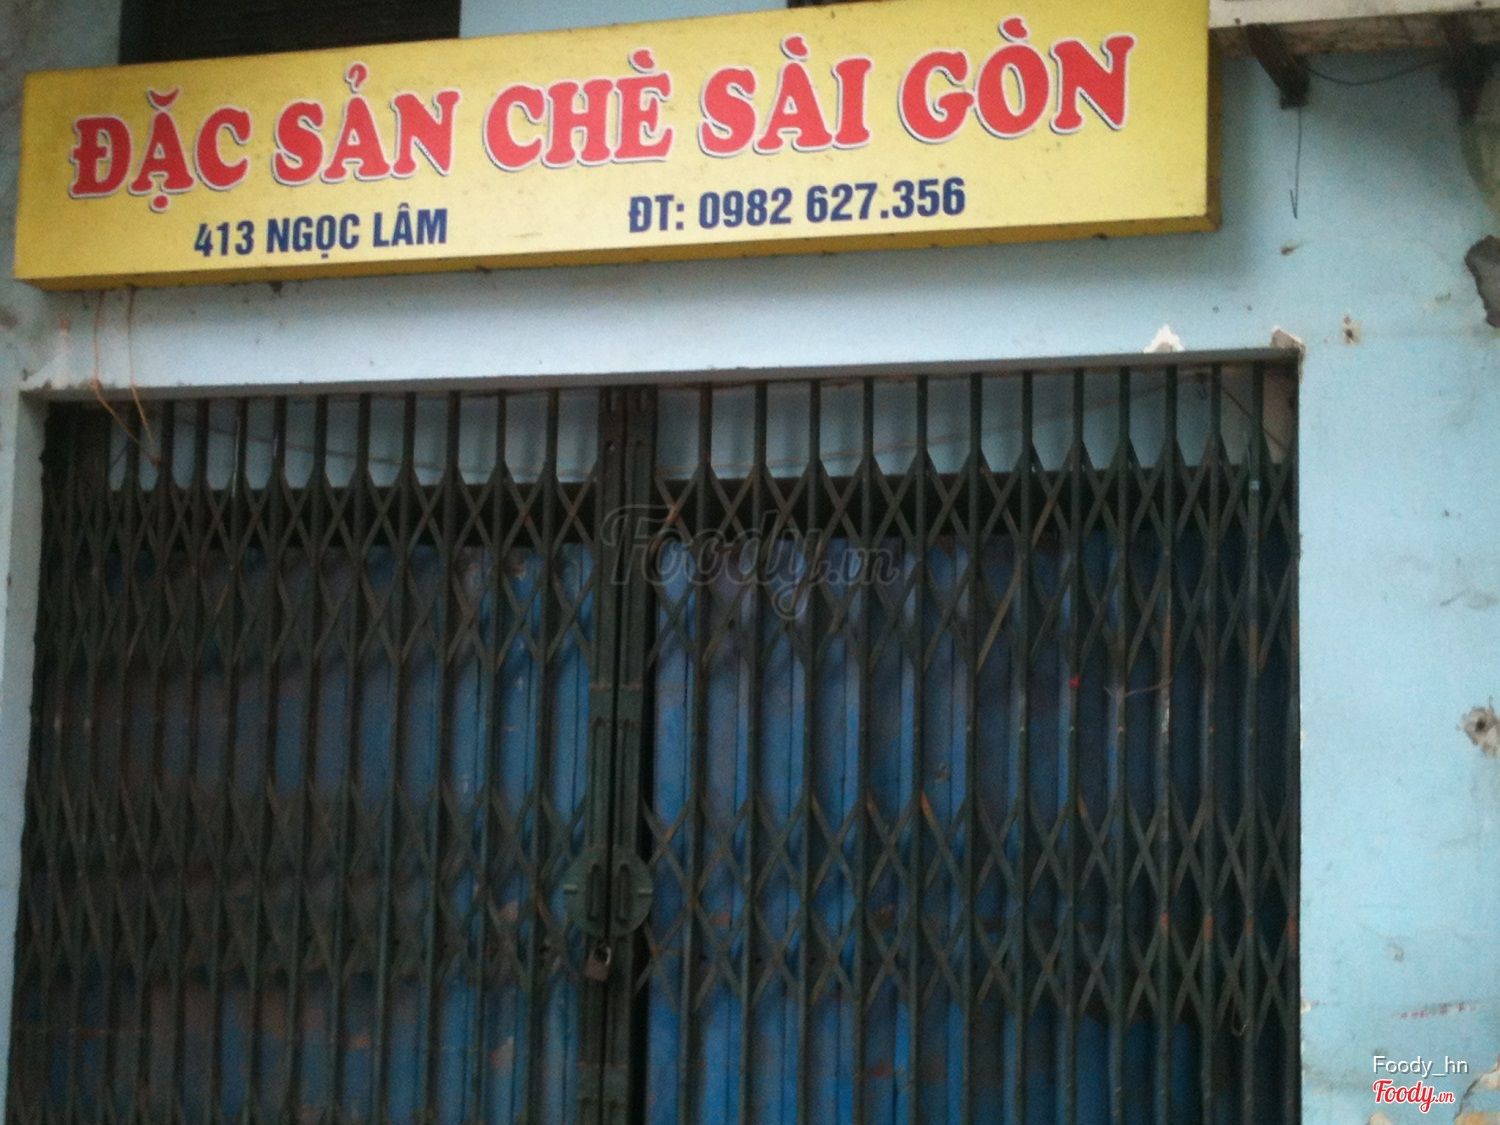 ĐẶC SẢN CHÈ SÀI GÒN
413 NGỌC LÂM ĐT: 0982 627.356
Foody.vn
Foody_hn
Foody.vn